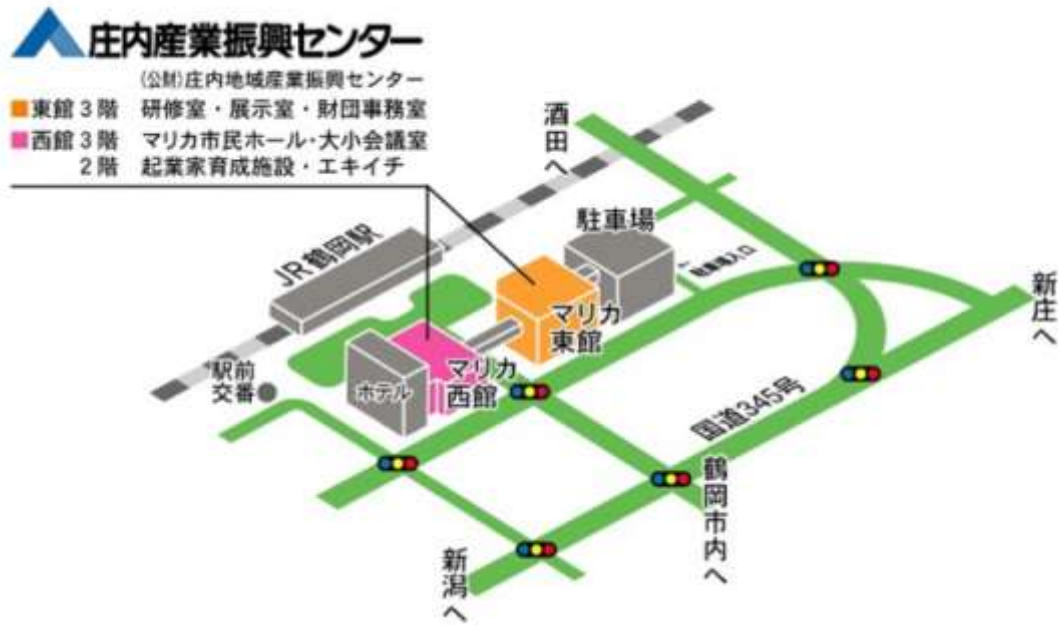 庄内産業振興センター
(公財)庄内地域産業振興センター
東館3階 研修室・展示室・財団事務室
西館3階 マリカ市民ホール・大小会議室
2階 起業家育成施設・エキイチ
酒田へ
駐車場
JR鶴岡駅
駐車場入口
新庄へ
マリカ
東館
駅前
交番
ホテル
マリカ
西館
国道345号
鶴岡市内へ
新潟へ